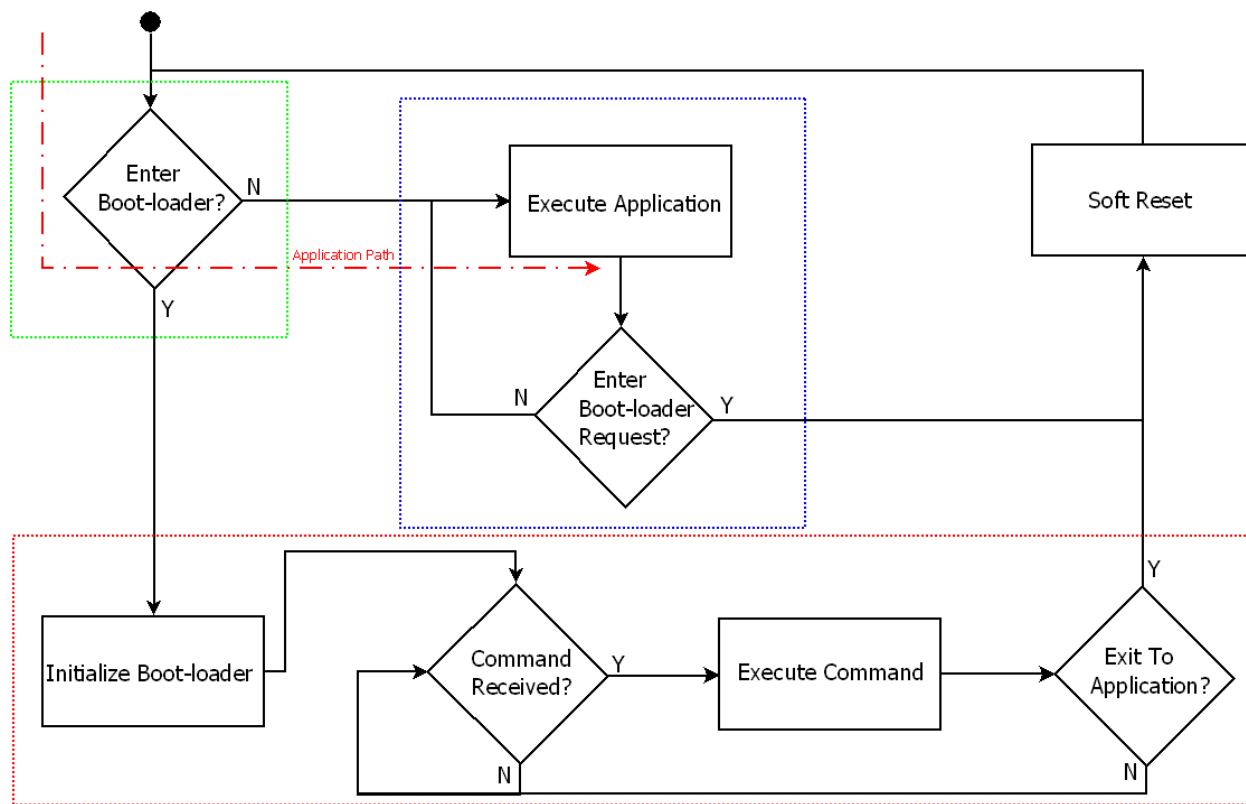 Enter
Boot-loader?
N
Y
Application Path
Execute Application
Enter
Boot-loader
Request?
N
Y
Soft Reset
Initialize Boot-loader
Command
Received?
Y
N
Execute Command
Exit To
Application?
Y
N